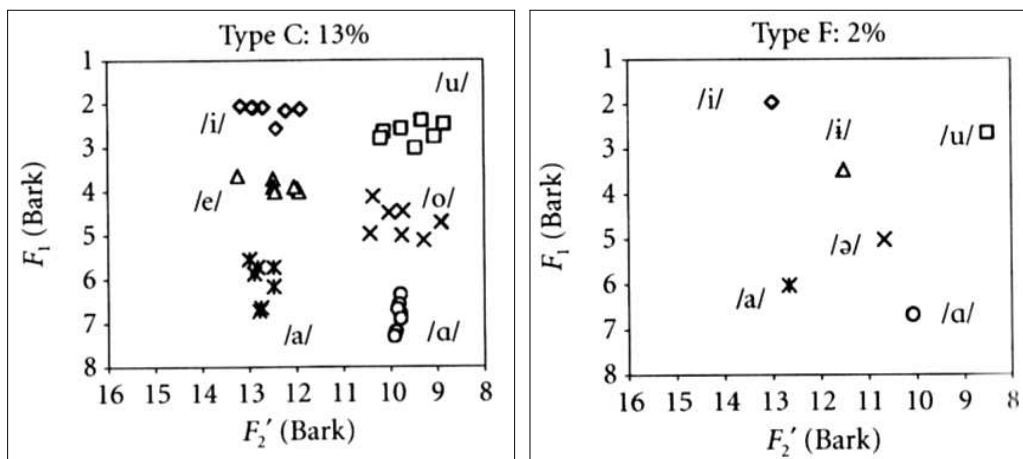 Type C: 13%
1
2
3
4
5
6
7
8
F₁ (Bark)
/i/
/u/
/e/
/o/
/a/
/ɑ/
16 15 14 13 12 11 10 9 8
F₂′ (Bark)
Type F: 2%
1
2
3
4
5
6
7
8
F₁ (Bark)
/i/
/ɨ/
/u/
/ə/
/a/
/ɑ/
16 15 14 13 12 11 10 9 8
F₂′ (Bark)